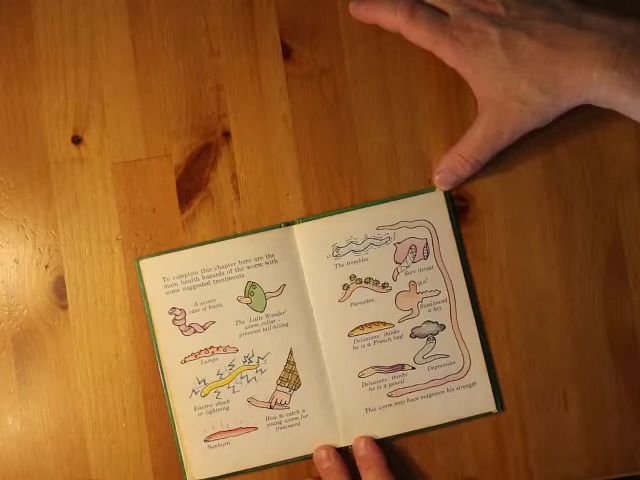 To complete this chapter here are the
main health hazards of the worm with
some suggested treatments
A severe
case of knots
The 'Little Wonder'
worm collar -
prevents tail-biting
Lumps
Electric shock
or lightning
How to catch a
young worm for
treatment
Sunburn
The trembles
Sore throat
Parasites
Hic!
Swallowed
a key
Delusions: thinks
he is a French loaf
Depression
Delusions: thinks
he is a pencil
This worm may have outgrown his strength